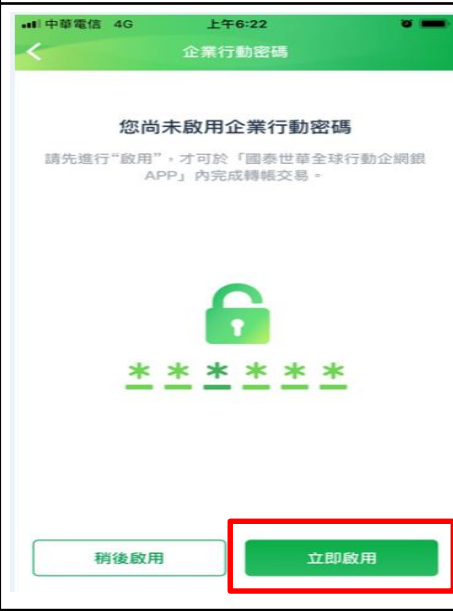 中華電信 4G 上午6:22
企業行動密碼
您尚未啟用企業行動密碼
請先進行“啟用”，才可於「國泰世華全球行動企網銀
APP」內完成轉帳交易。
* * * * * *
稍後啟用 立即啟用